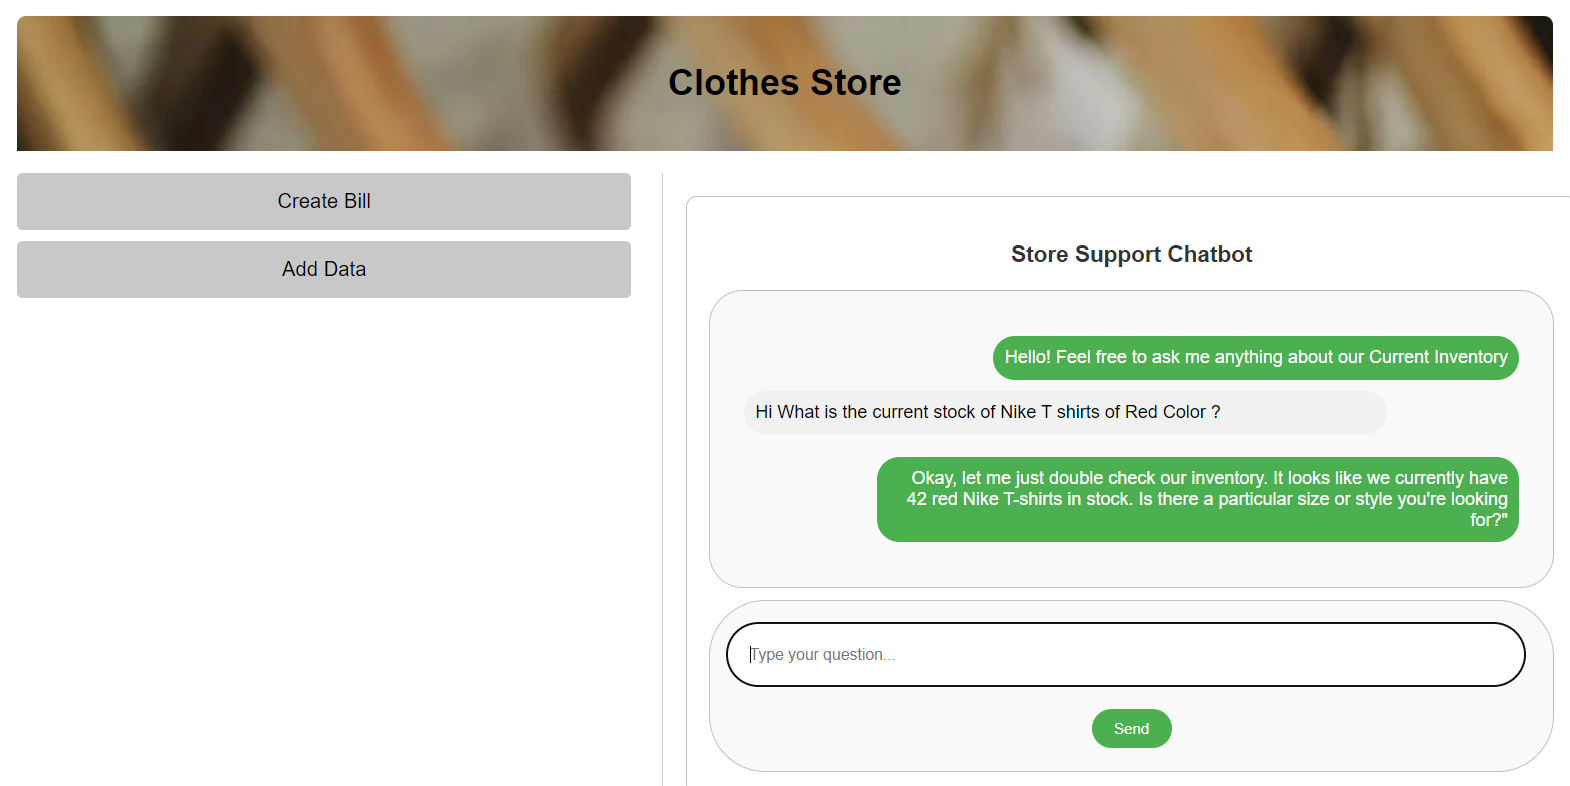 Clothes Store
Create Bill
Add Data
Store Support Chatbot
Hello! Feel free to ask me anything about our Current Inventory
Hi What is the current stock of Nike T shirts of Red Color ?
Okay, let me just double check our inventory. It looks like we currently have
42 red Nike T-shirts in stock. Is there a particular size or style you're looking
for?"
Type your question...
Send